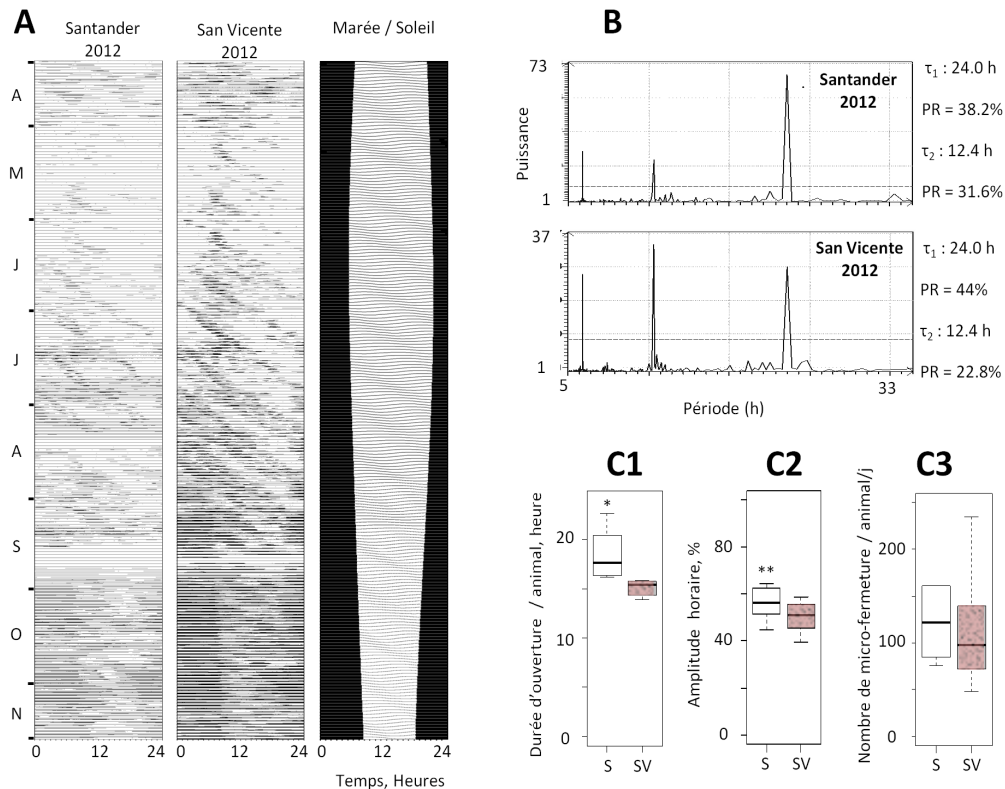 A
Santander
2012
San Vicente
2012
Marée / Soleil
A
M
J
J
A
S
O
N
0 12 24
0 12 24
0 12 24
Temps, Heures
B
Puissance
73
1
Santander
2012
τ1 : 24.0 h
PR = 38.2%
τ2 : 12.4 h
PR = 31.6%
37
1
San Vicente
2012
τ1 : 24.0 h
PR = 44%
τ2 : 12.4 h
PR = 22.8%
5 33
Période (h)
C1
Durée d'ouverture / animal, heure
20
10
0
*
S SV
C2
Amplitude horaire, %
80
40
0
**
S SV
C3
Nombre de micro-fermeture / animal/j
200
100
0
S SV